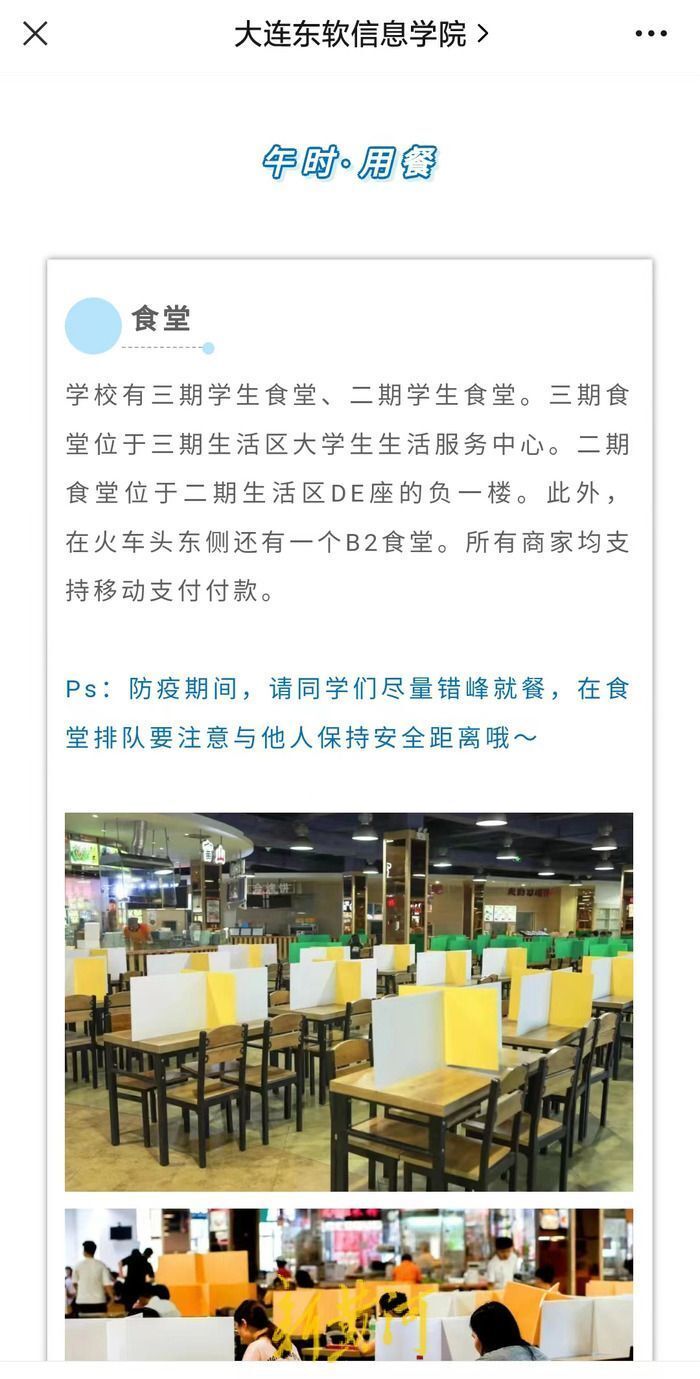 大连东软信息学院
午时·用餐
食堂
学校有三期学生食堂、二期学生食堂。三期食
堂位于三期生活区大学生生活服务中心。二期
食堂位于二期生活区DE座的负一楼。此外，
在火车头东侧还有一个B2食堂。所有商家均支
持移动支付付款。
Ps：防疫期间，请同学们尽量错峰就餐，在食
堂排队要注意与他人保持安全距离哦～
新黄河